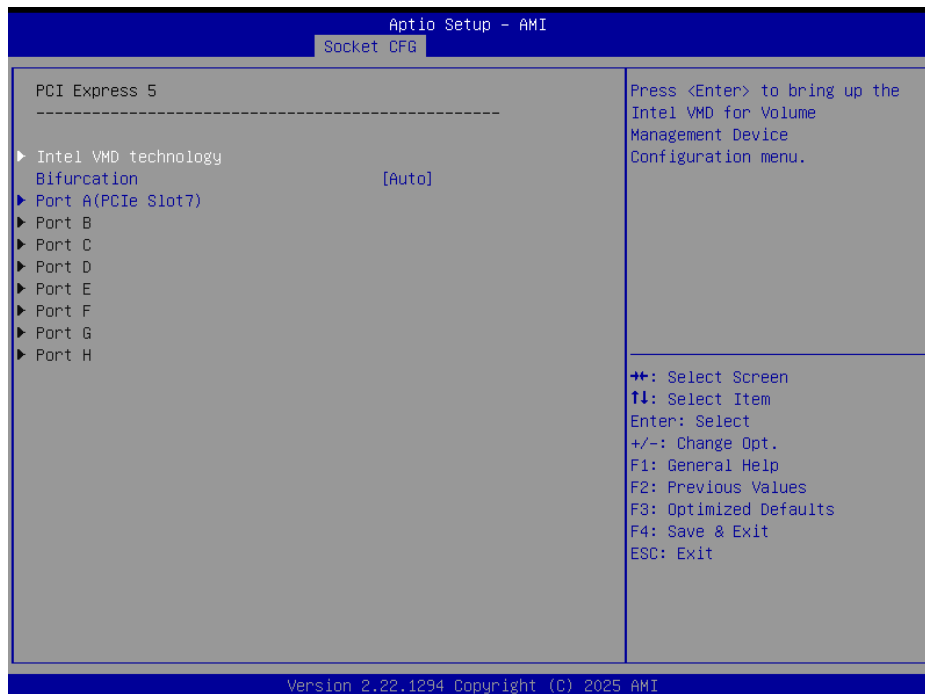 Aptio Setup – AMI
Socket CFG
PCI Express 5
--------------------------------------------------
▶ Intel VMD technology
Bifurcation [Auto]
▶ Port A(PCIe Slot7)
▶ Port B
▶ Port C
▶ Port D
▶ Port E
▶ Port F
▶ Port G
▶ Port H
Press <Enter> to bring up the
Intel VMD for Volume
Management Device
Configuration menu.
→←: Select Screen
↑↓: Select Item
Enter: Select
+/-: Change Opt.
F1: General Help
F2: Previous Values
F3: Optimized Defaults
F4: Save & Exit
ESC: Exit
Version 2.22.1294 Copyright (C) 2025 AMI